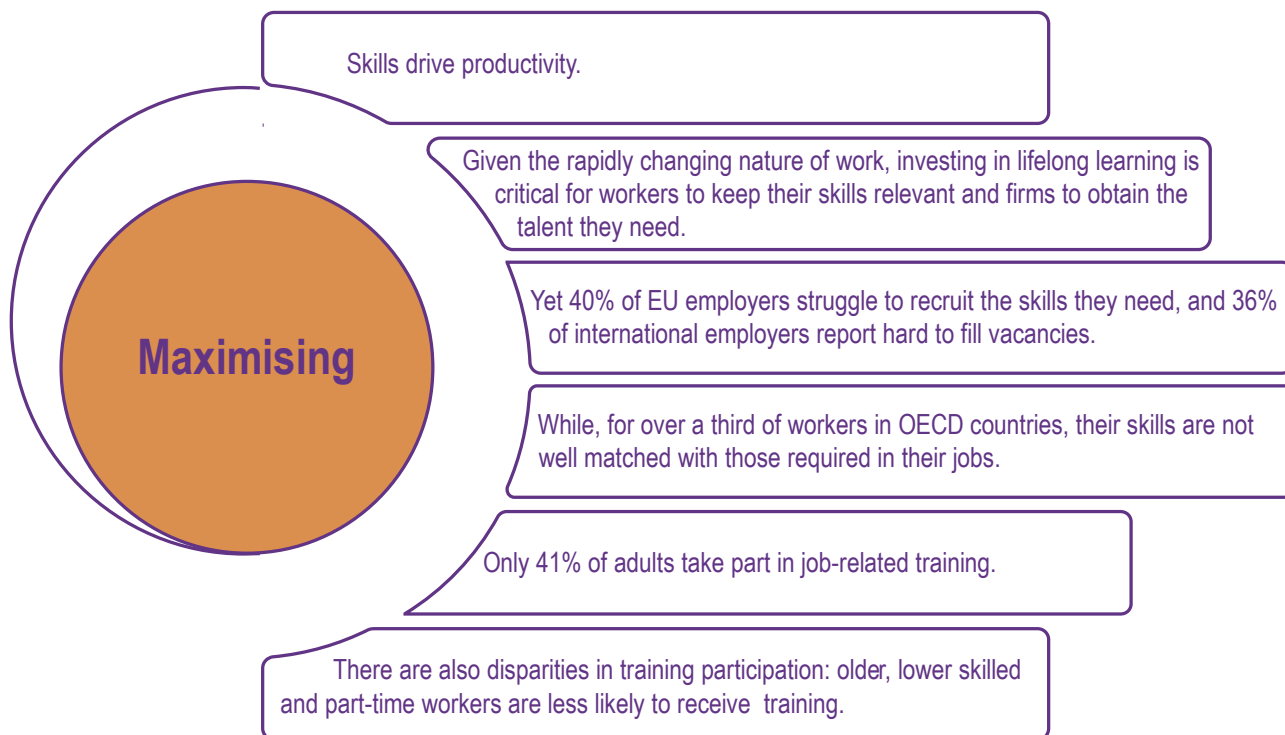 Skills drive productivity.
Given the rapidly changing nature of work, investing in lifelong learning is
critical for workers to keep their skills relevant and firms to obtain the
talent they need.
Yet 40% of EU employers struggle to recruit the skills they need, and 36%
of international employers report hard to fill vacancies.
Maximising
While, for over a third of workers in OECD countries, their skills are not
well matched with those required in their jobs.
Only 41% of adults take part in job-related training.
There are also disparities in training participation: older, lower skilled
and part-time workers are less likely to receive  training.